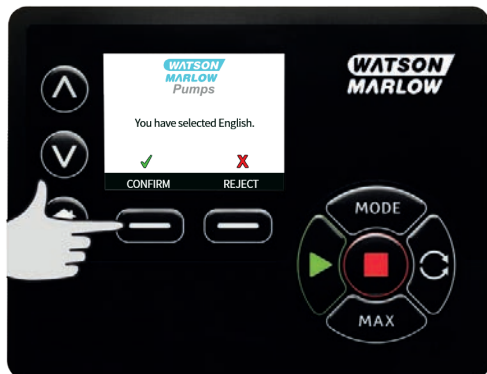 WATSON
MARLOW
Pumps
You have selected English.
CONFIRM
REJECT
WATSON
MARLOW
MODE
MAX